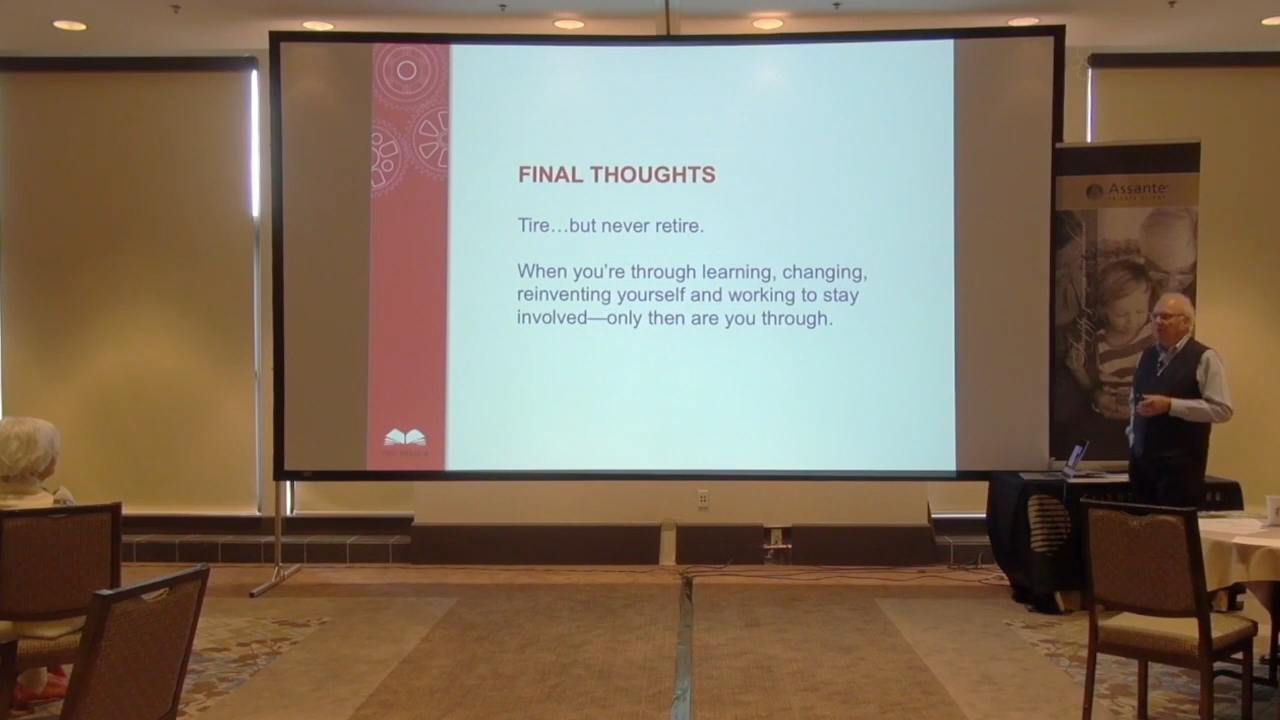 FINAL THOUGHTS
Tire…but never retire.
When you're through learning, changing,
reinventing yourself and working to stay
involved—only then are you through.
Assante